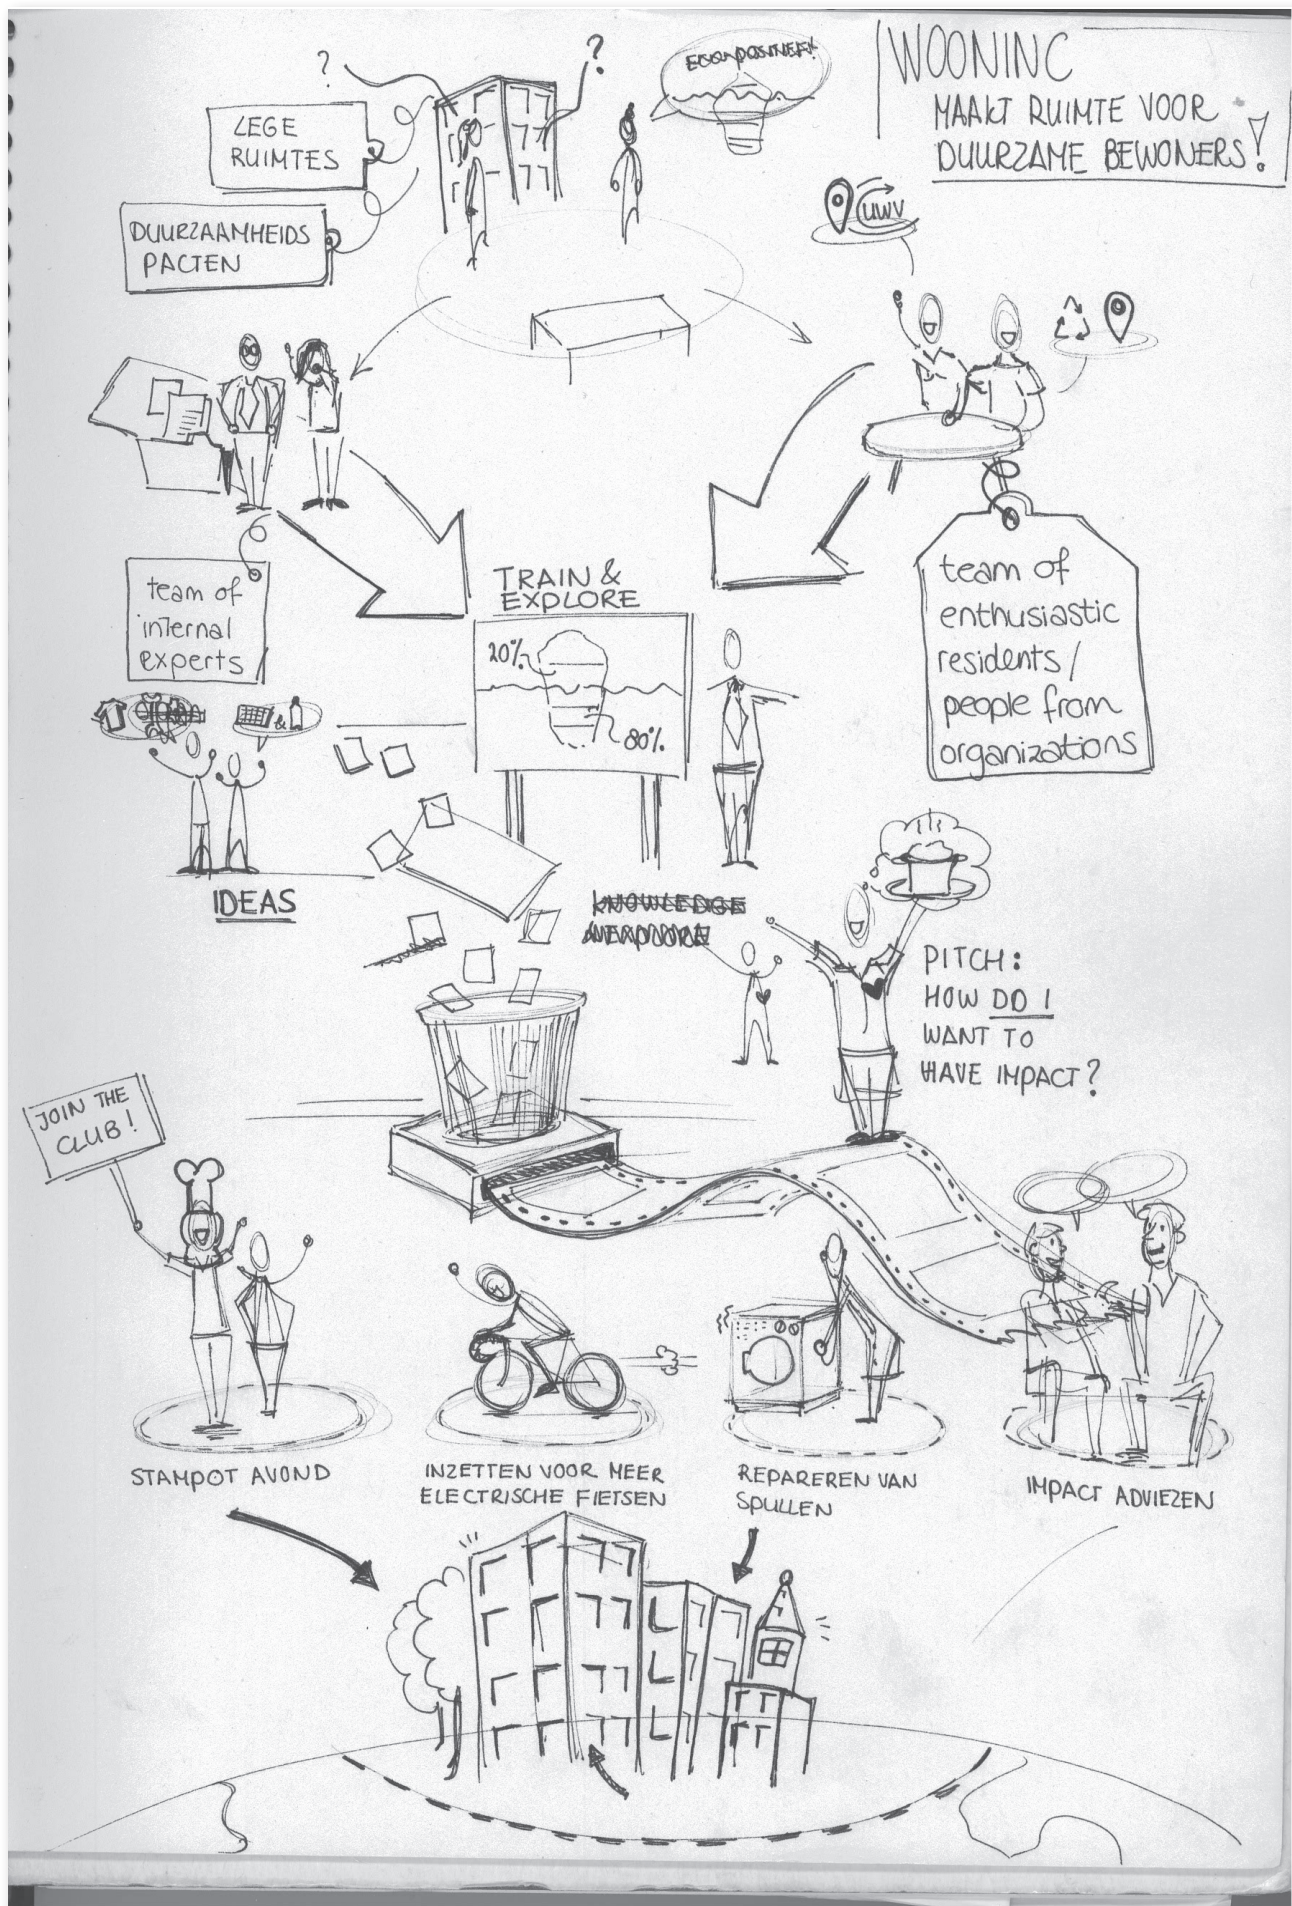 ?
?
WOONINC
MAAKT RUIMTE VOOR
DUURZAME BEWONERS!
LEGE
RUIMTES
UWV
DUURZAAMHEIDS
PACTEN
team of
internal
experts
TRAIN &
EXPLORE
20%
80%
team of
enthusiastic
residents/
people from
organizations
&
IDEAS
KNOWLEDGE
PITCH:
HOW DO I
WANT TO
HAVE IMPACT?
JOIN THE
CLUB!
STAMPOT AVOND
INZETTEN VOOR MEER
ELECTRISCHE FIETSEN
REPAREREN VAN
SPULLEN
IMPACT ADVIEZEN